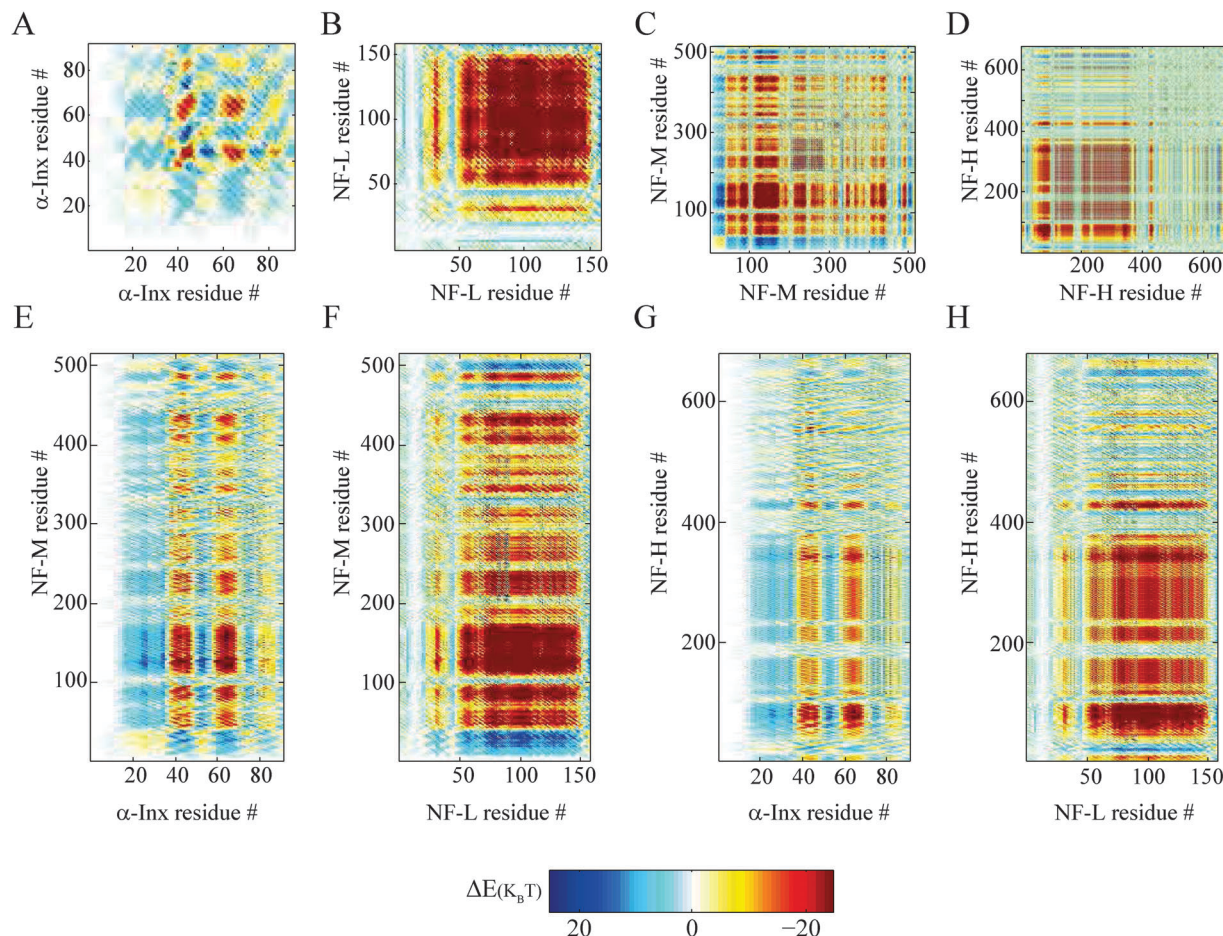 A
α-Inx residue #
80
60
40
20
20 40 60 80
α-Inx residue #
B
NF-L residue #
150
100
50
50 100 150
NF-L residue #
C
NF-M residue #
500
300
100
100 300 500
NF-M residue #
D
NF-H residue #
600
400
200
200 400 600
NF-H residue #
E
NF-M residue #
500
400
300
200
100
20 40 60 80
α-Inx residue #
F
NF-M residue #
500
400
300
200
100
50 100 150
NF-L residue #
G
NF-H residue #
600
400
200
20 40 60 80
α-Inx residue #
H
NF-H residue #
600
400
200
50 100 150
NF-L residue #
ΔE(KBT)
20 0 −20